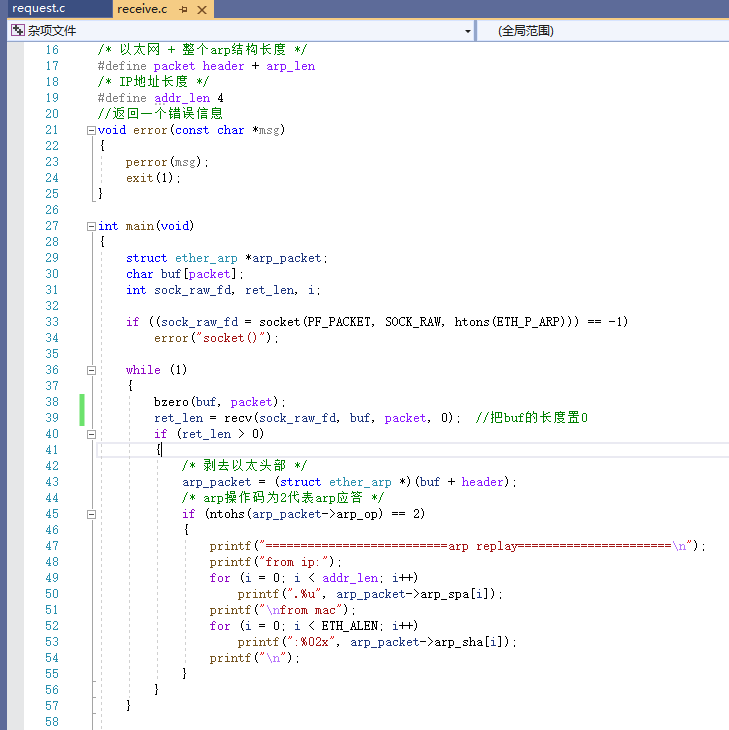 request.c receive.c
杂项文件 (全局范围)
16 /* 以太网 + 整个arp结构长度 */
17 #define packet header + arp_len
18 /* IP地址长度 */
19 #define addr_len 4
20 //返回一个错误信息
21 void error(const char *msg)
22 {
23 perror(msg);
24 exit(1);
25 }
26
27 int main(void)
28 {
29 struct ether_arp *arp_packet;
30 char buf[packet];
31 int sock_raw_fd, ret_len, i;
32
33 if ((sock_raw_fd = socket(PF_PACKET, SOCK_RAW, htons(ETH_P_ARP))) == -1)
34 error("socket()");
35
36 while (1)
37 {
38 bzero(buf, packet);
39 ret_len = recv(sock_raw_fd, buf, packet, 0); //把buf的长度置0
40 if (ret_len > 0)
41 {
42 /* 剥去以太头部 */
43 arp_packet = (struct ether_arp *)(buf + header);
44 /* arp操作码为2代表arp应答 */
45 if (ntohs(arp_packet->arp_op) == 2)
46 {
47 printf("==========================arp replay======================\n");
48 printf("from ip:");
49 for (i = 0; i < addr_len; i++)
50 printf(".%u", arp_packet->arp_spa[i]);
51 printf("\nfrom mac");
52 for (i = 0; i < ETH_ALEN; i++)
53 printf(":%02x", arp_packet->arp_sha[i]);
54 printf("\n");
55 }
56 }
57 }
58